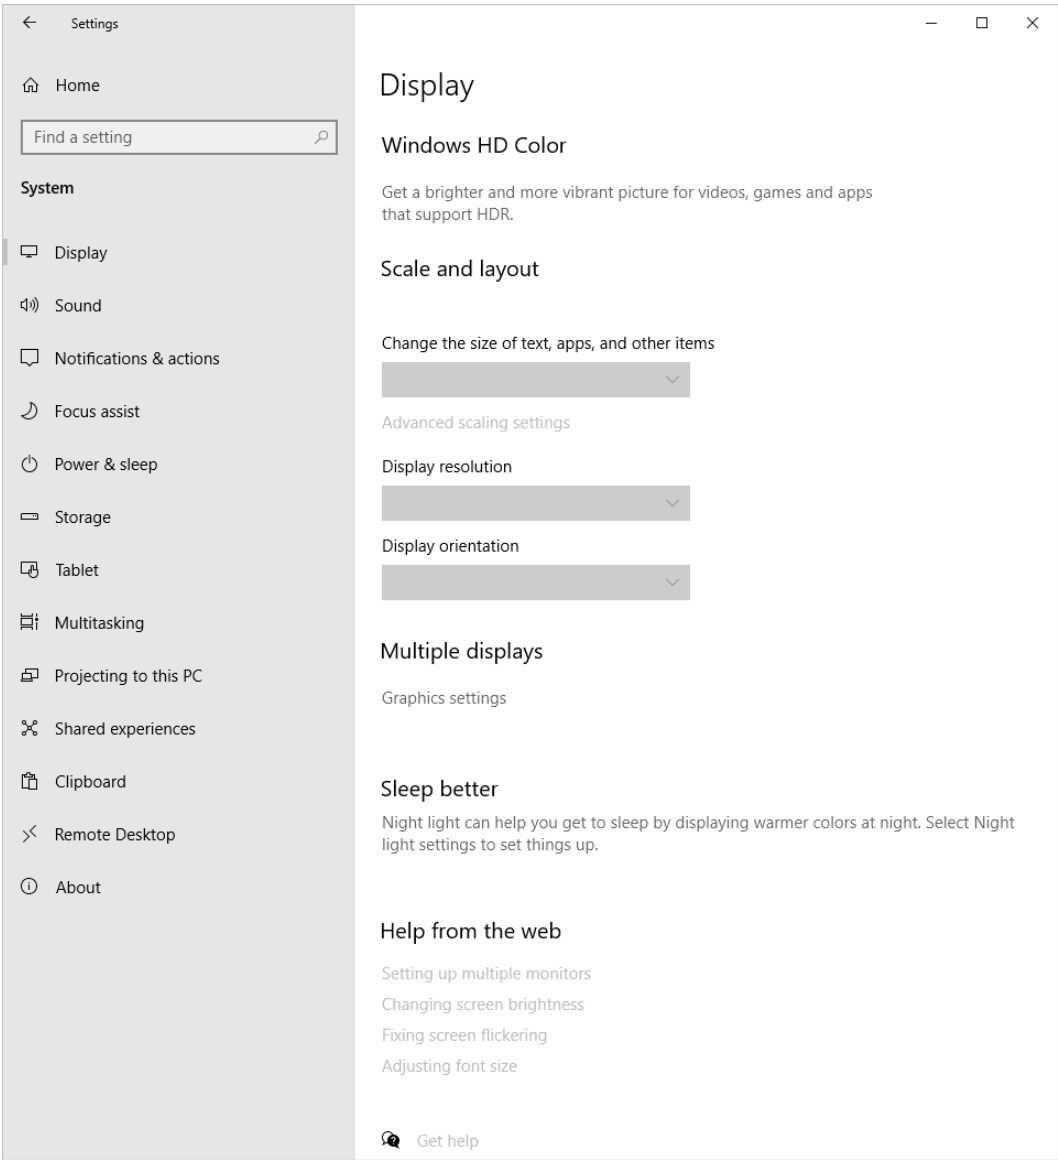 Settings
Home
Find a setting
System
Display
Sound
Notifications & actions
Focus assist
Power & sleep
Storage
Tablet
Multitasking
Projecting to this PC
Shared experiences
Clipboard
Remote Desktop
About
Display
Windows HD Color
Get a brighter and more vibrant picture for videos, games and apps
that support HDR.
Scale and layout
Change the size of text, apps, and other items
Advanced scaling settings
Display resolution
Display orientation
Multiple displays
Graphics settings
Sleep better
Night light can help you get to sleep by displaying warmer colors at night. Select Night
light settings to set things up.
Help from the web
Setting up multiple monitors
Changing screen brightness
Fixing screen flickering
Adjusting font size
Get help